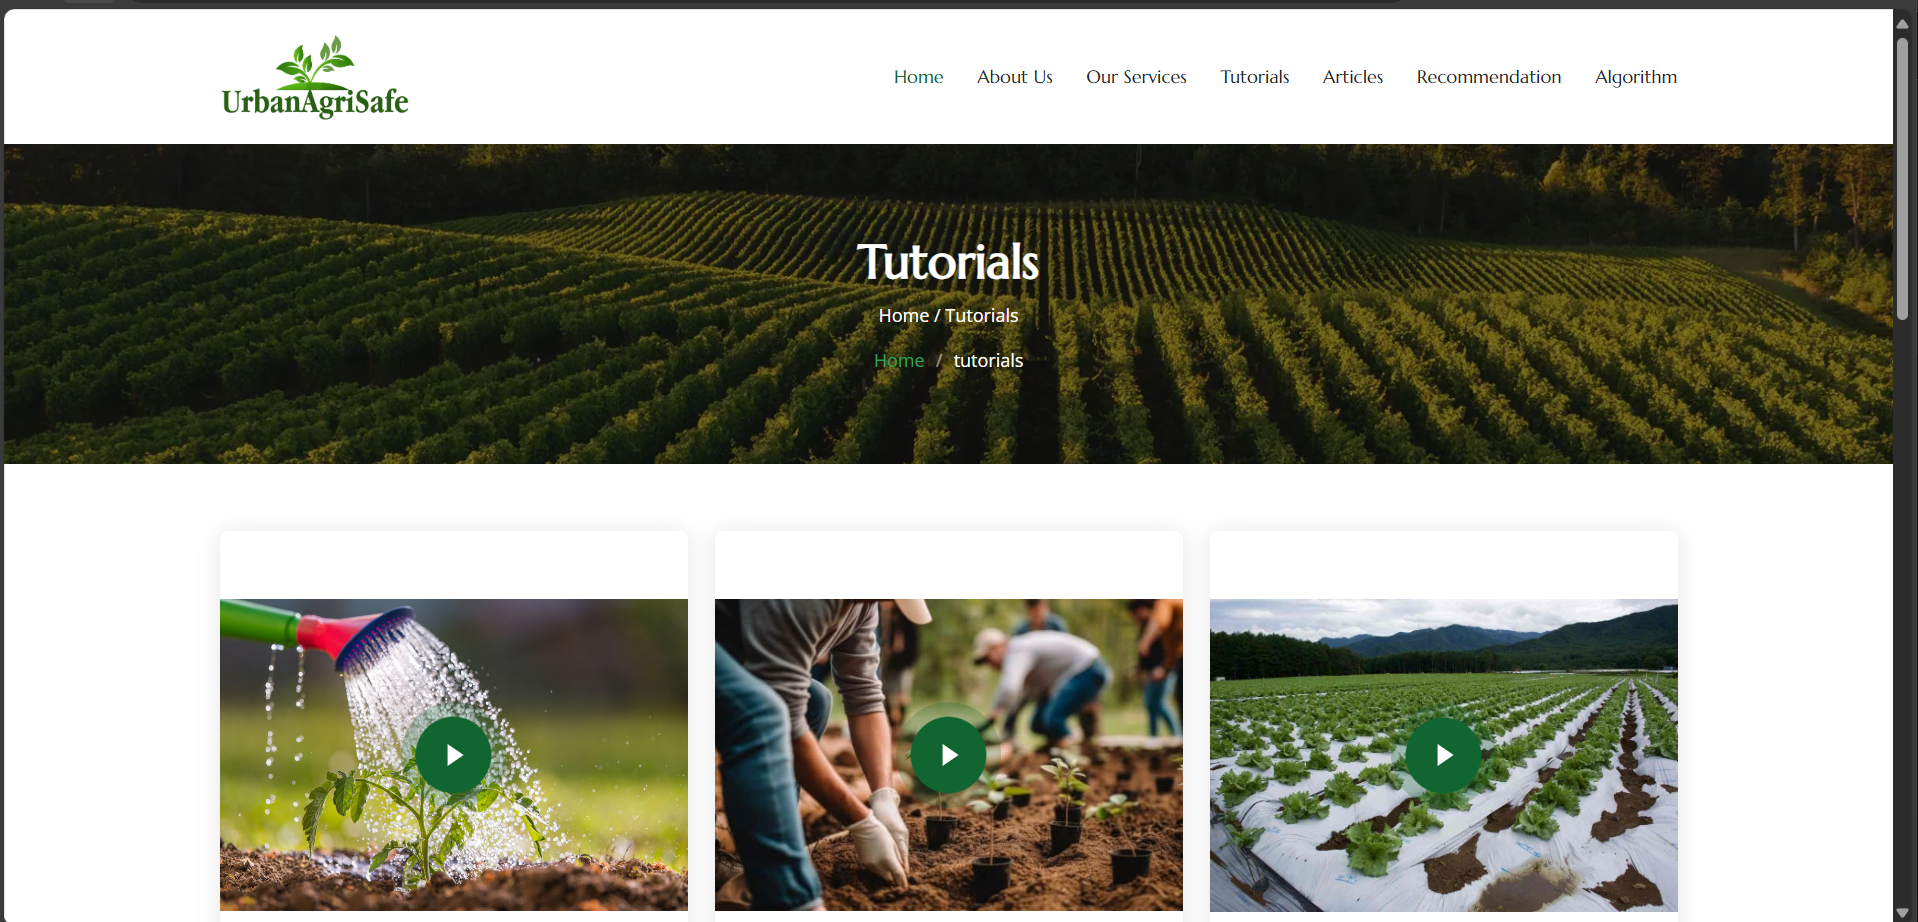 UrbanAgriSafe
Home About Us Our Services Tutorials Articles Recommendation Algorithm
Tutorials
Home / Tutorials
Home / tutorials